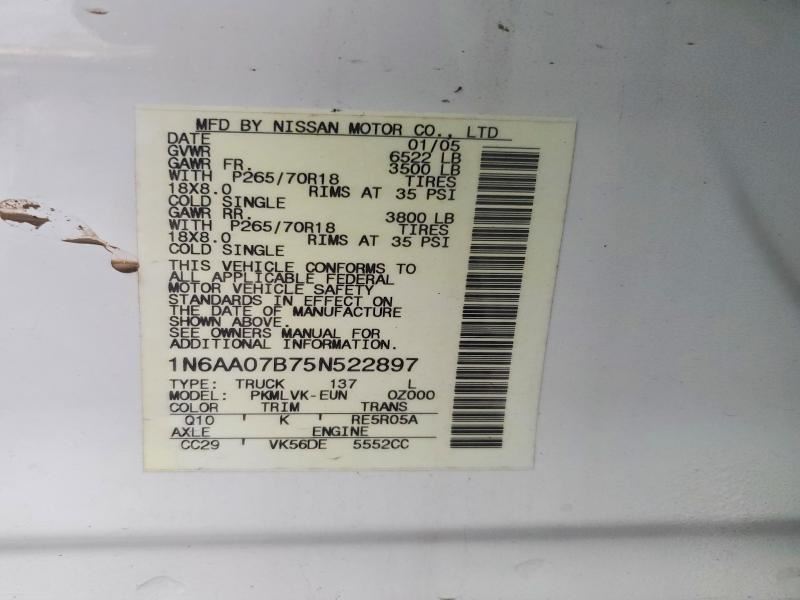 MFD BY NISSAN MOTOR CO., LTD
DATE 01/05
GVWR 6522 LB
GAWR FR. 3500 LB
WITH P265/70R18 TIRES
18X8.0 RIMS AT 35 PSI
COLD SINGLE
GAWR RR. 3800 LB
WITH P265/70R18 TIRES
18X8.0 RIMS AT 35 PSI
COLD SINGLE
THIS VEHICLE CONFORMS TO
ALL APPLICABLE FEDERAL
MOTOR VEHICLE SAFETY
STANDARDS IN EFFECT ON
THE DATE OF MANUFACTURE
SHOWN ABOVE.
SEE OWNERS MANUAL FOR
ADDITIONAL INFORMATION.
1N6AA07B75N522897
TYPE: TRUCK 137 L
MODEL: PKMLVK-EUN OZ000
COLOR TRIM TRANS
Q10 ' K ' RE5R05A
AXLE ENGINE
CC29 ' VK56DE 5552CC